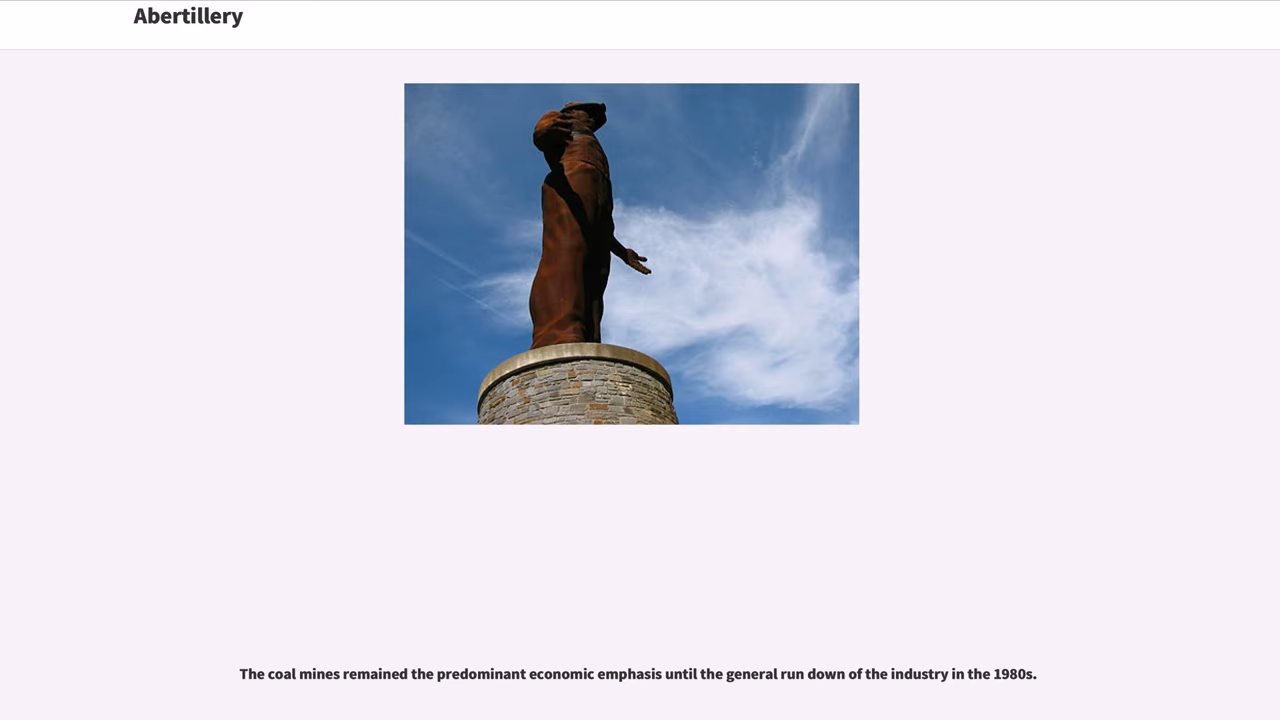 Abertillery
The coal mines remained the predominant economic emphasis until the general run down of the industry in the 1980s.